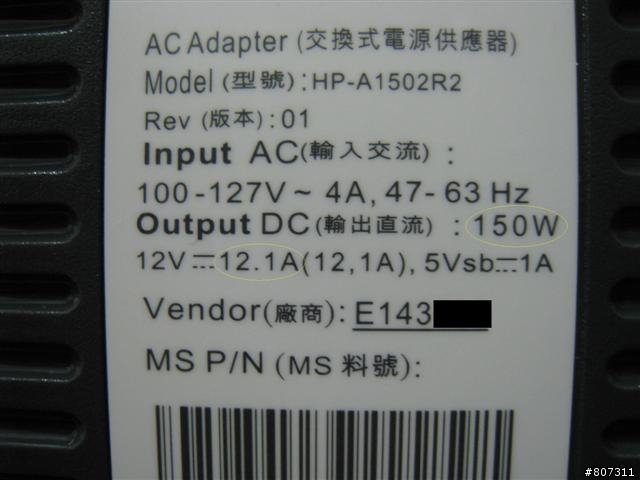 AC Adapter (交換式電源供應器)
Model (型號):HP-A1502R2
Rev (版本):01
Input AC(輸入交流) :
100-127V~ 4A, 47-63 Hz
Output DC(輸出直流) :150W
12V⎓12.1A(12,1A), 5Vsb⎓1A
Vendor(廠商): E143
MS P/N (MS 料號):
#807311